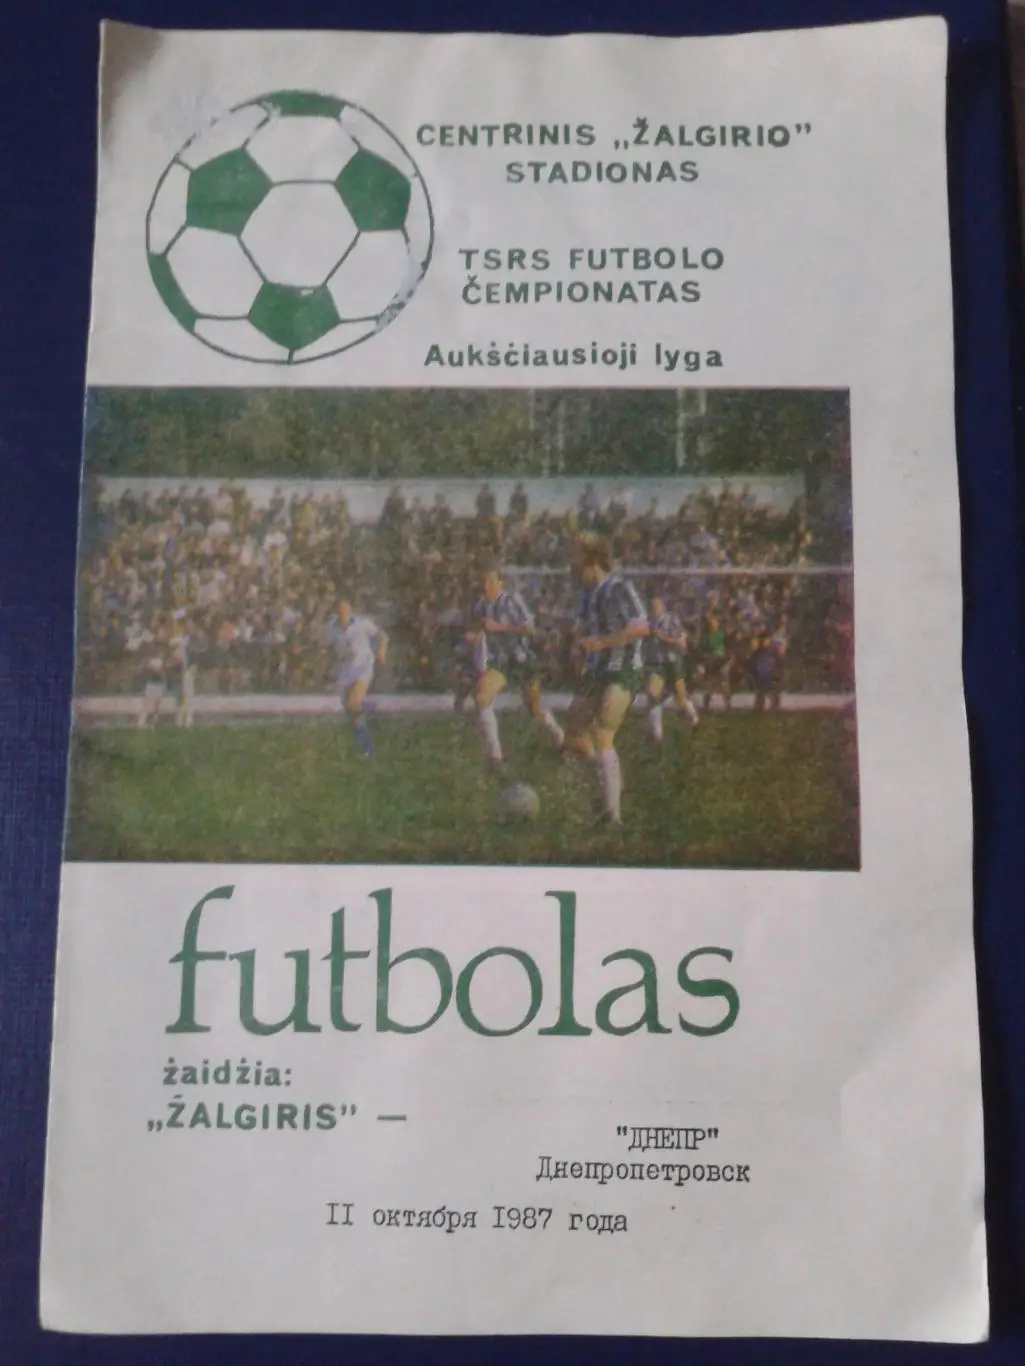 CENTRINIS „ŽALGIRIO”
STADIONAS
TSRS FUTBOLO
ČEMPIONATAS
Aukščiausioji lyga
futbolas
žaidžia:
„ŽALGIRIS” —
"ДНЕПР"
Днепропетровск
II октября I987 года